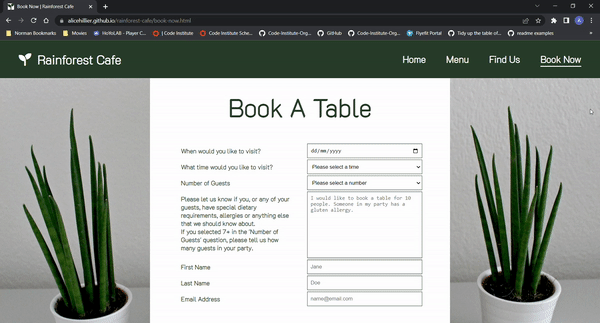 Book Now | Rainforest Cafe
alicehillier.github.io/rainforest-cafe/book-now.html
Norman Bookmarks
Movies
HoYoLAB - Player C...
| Code Institute
Code Institute Sche...
Code-Institute-Org...
GitHub
Code-Institute-Org...
Flyefit Portal
Tidy up the table of...
readme examples
Rainforest Cafe
Home
Menu
Find Us
Book Now
Book A Table
When would you like to visit?
dd/mm/yyyy
What time would you like to visit?
Please select a time
Number of Guests
Please select a number
Please let us know if you, or any of your
guests, have special dietary
requirements, allergies or anything else
that we should know about.
If you selected 7+ in the 'Number of
Guests' question, please tell us how
many guests in your party.
I would like to book a table for 10
people. Someone in my party has a
gluten allergy.
First Name
Jane
Last Name
Doe
Email Address
name@email.com